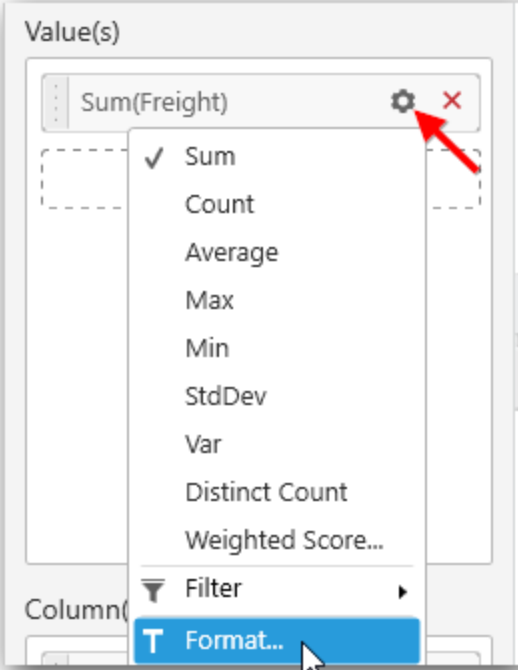 Value(s)
Sum(Freight)
Sum
Count
Average
Max
Min
StdDev
Var
Distinct Count
Weighted Score...
Filter
Column(
Format...